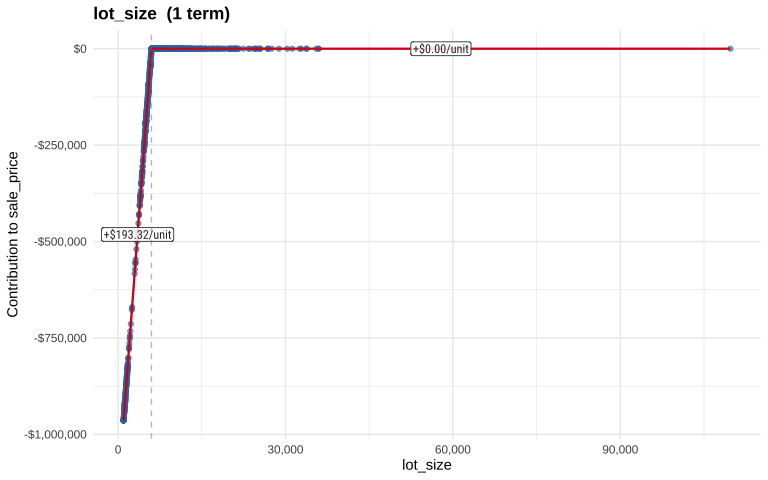 lot_size  (1 term)
$0
-$250,000
-$500,000
-$750,000
-$1,000,000
Contribution to sale_price
+$0.00/unit
+$193.32/unit
0
30,000
60,000
90,000
lot_size